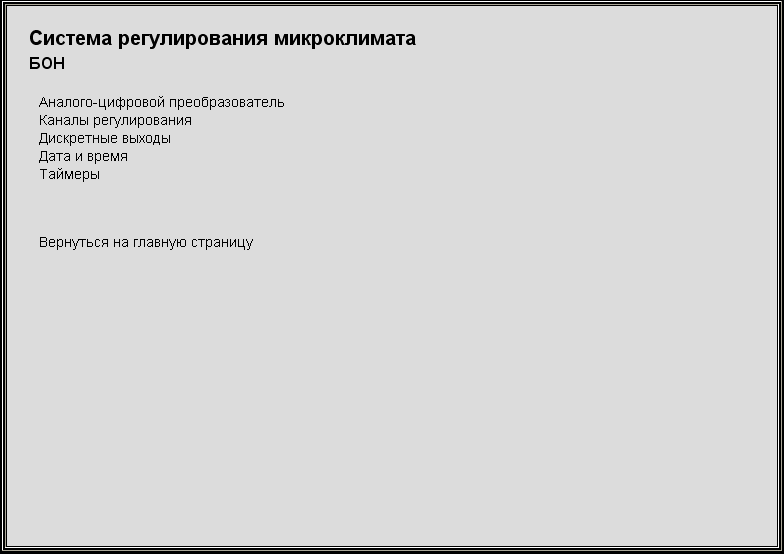 Система регулирования микроклимата
БОН
Аналого-цифровой преобразователь
Каналы регулирования
Дискретные выходы
Дата и время
Таймеры
Вернуться на главную страницу